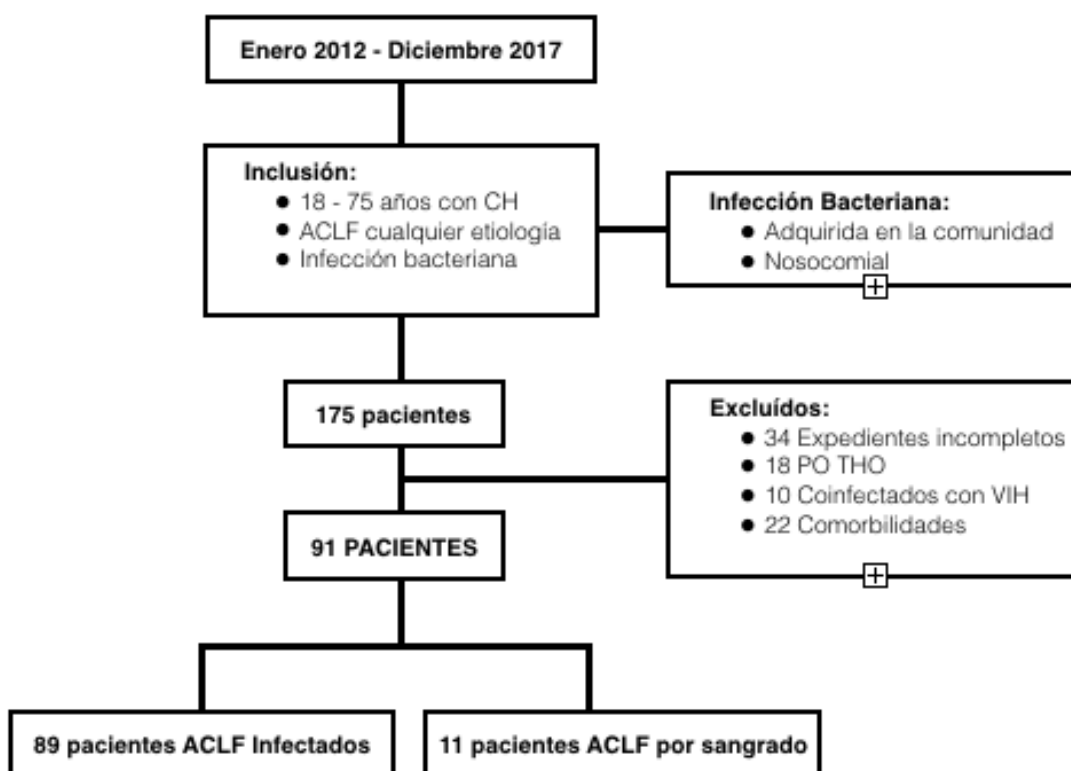 Enero 2012 - Diciembre 2017
Inclusión:
● 18 - 75 años con CH
● ACLF cualquier etiología
● Infección bacteriana
Infección Bacteriana:
● Adquirida en la comunidad
● Nosocomial
175 pacientes
Excluídos:
● 34 Expedientes incompletos
● 18 PO THO
● 10 Coinfectados con VIH
● 22 Comorbilidades
91 PACIENTES
89 pacientes ACLF Infectados
11 pacientes ACLF por sangrado